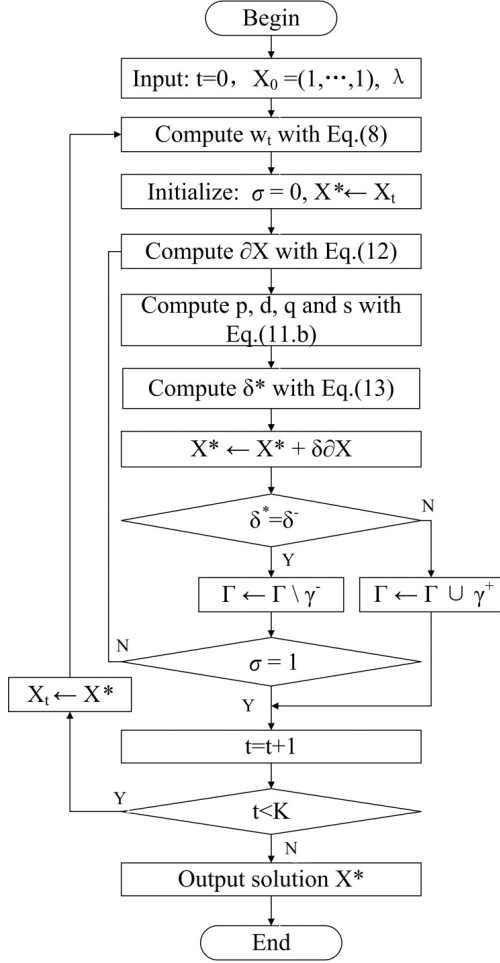 Begin
Input: t=0, X₀ =(1,⋯,1), λ
Compute wₜ with Eq.(8)
Initialize: σ = 0, X*← Xₜ
Compute ∂X with Eq.(12)
Compute p, d, q and s with
Eq.(11.b)
Compute δ* with Eq.(13)
X* ← X* + δ∂X
δ*=δ⁻
N
Y
Γ ← Γ \ γ⁻
Γ ← Γ ∪ γ⁺
N
σ = 1
Xₜ ← X*
Y
t=t+1
Y
t<K
N
Output solution X*
End